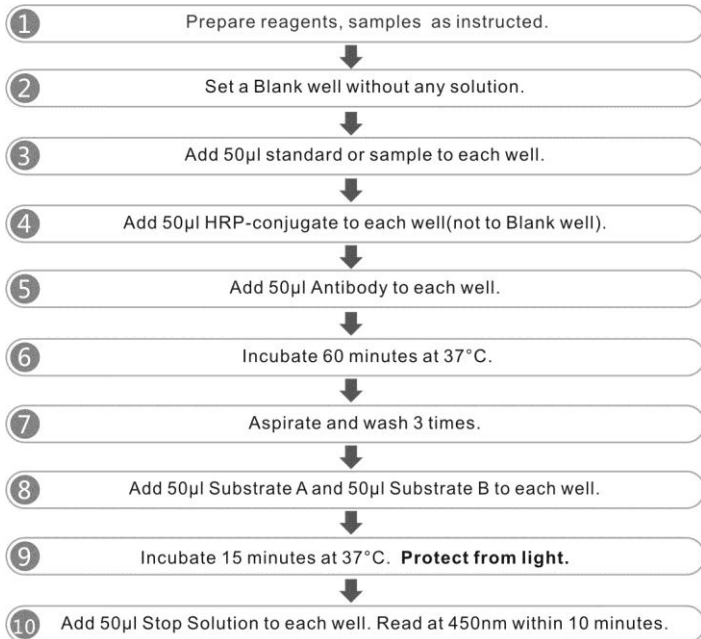 1 Prepare reagents, samples as instructed.
2 Set a Blank well without any solution.
3 Add 50μl standard or sample to each well.
4 Add 50μl HRP-conjugate to each well(not to Blank well).
5 Add 50μl Antibody to each well.
6 Incubate 60 minutes at 37°C.
7 Aspirate and wash 3 times.
8 Add 50μl Substrate A and 50μl Substrate B to each well.
9 Incubate 15 minutes at 37°C. Protect from light.
10 Add 50μl Stop Solution to each well. Read at 450nm within 10 minutes.